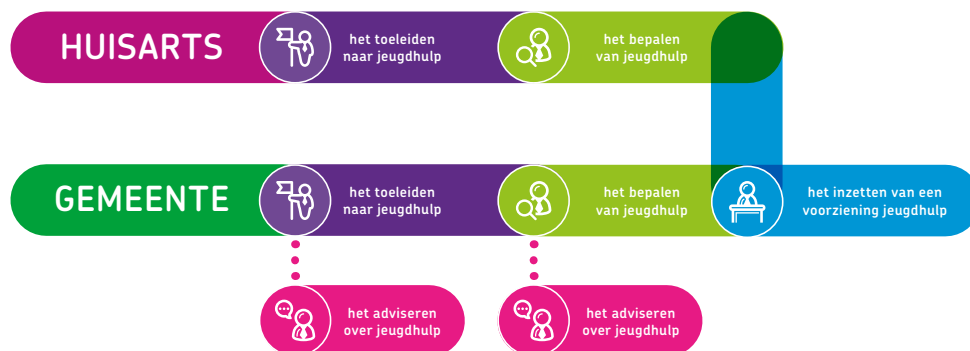 HUISARTS
het toeleiden
naar jeugdhulp
het bepalen
van jeugdhulp
GEMEENTE
het toeleiden
naar jeugdhulp
het bepalen
van jeugdhulp
het inzetten van een
voorziening jeugdhulp
het adviseren
over jeugdhulp
het adviseren
over jeugdhulp